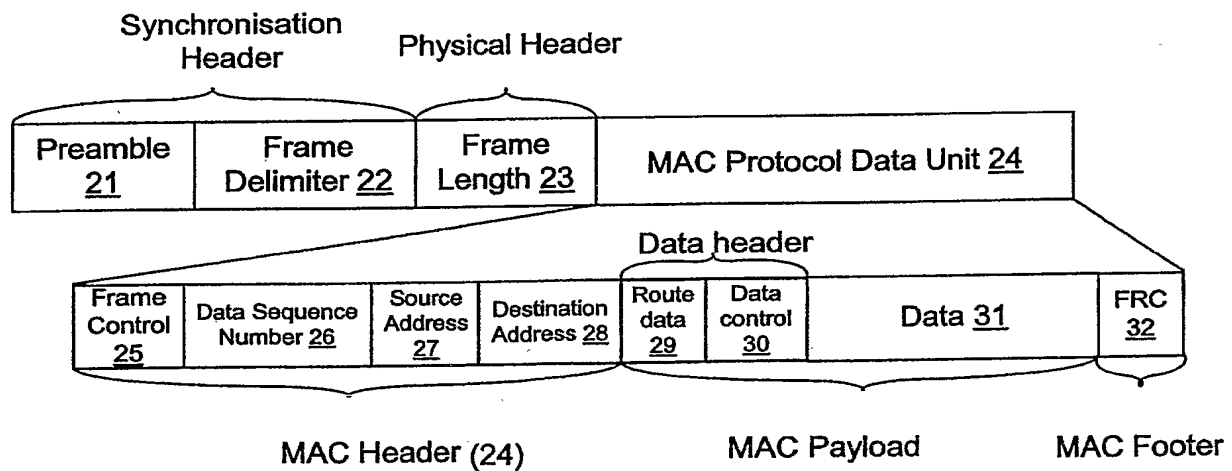 Synchronisation
Header
Physical Header
Preamble
21
Frame
Delimiter 22
Frame
Length 23
MAC Protocol Data Unit 24
Data header
Frame
Control
25
Data Sequence
Number 26
Source
Address
27
Destination
Address 28
Route
data
29
Data
control
30
Data 31
FRC
32
MAC Header (24)
MAC Payload
MAC Footer